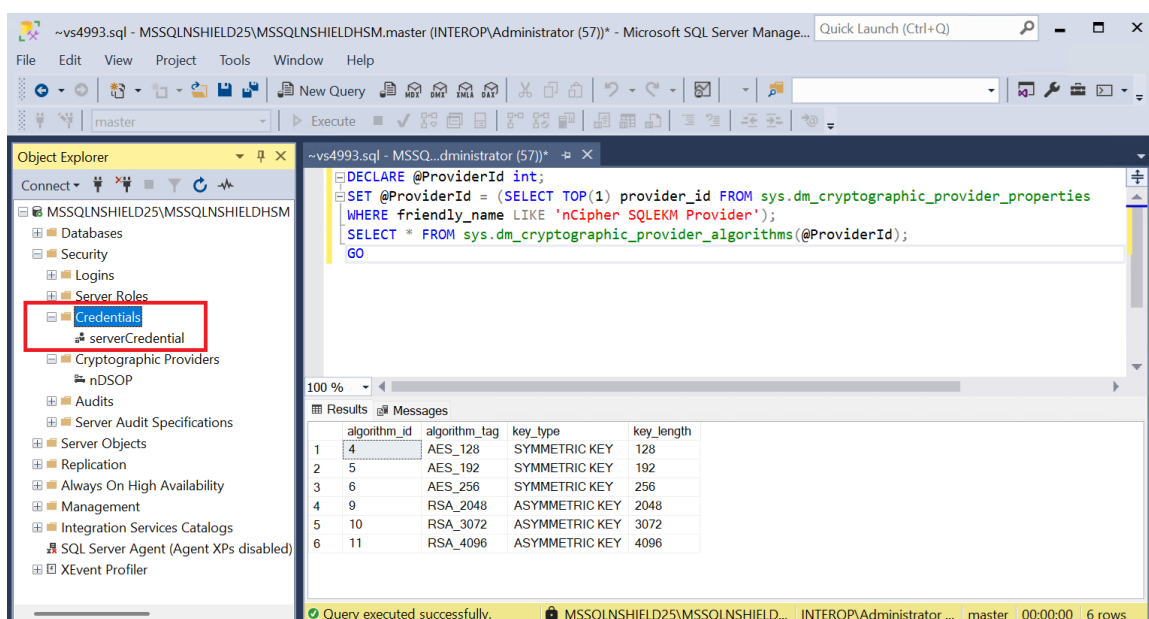 ~vs4993.sql - MSSQLNSHIELD25\MSSQLNSHIELDHSM.master (INTEROP\Administrator (57))* - Microsoft SQL Server Manage...
Quick Launch (Ctrl+Q)
File Edit View Project Tools Window Help
New Query MDX DMX XMLA DAX
master Execute
Object Explorer
~vs4993.sql - MSSQ...dministrator (57))*
Connect
MSSQLNSHIELD25\MSSQLNSHIELDHSM
Databases
Security
Logins
Server Roles
Credentials
serverCredential
Cryptographic Providers
nDSOP
Audits
Server Audit Specifications
Server Objects
Replication
Always On High Availability
Management
Integration Services Catalogs
SQL Server Agent (Agent XPs disabled)
XEvent Profiler
DECLARE @ProviderId int;
SET @ProviderId = (SELECT TOP(1) provider_id FROM sys.dm_cryptographic_provider_properties
WHERE friendly_name LIKE 'nCipher SQLEKM Provider');
SELECT * FROM sys.dm_cryptographic_provider_algorithms(@ProviderId);
GO
100 %
Results Messages
algorithm_id algorithm_tag key_type key_length
1 4 AES_128 SYMMETRIC KEY 128
2 5 AES_192 SYMMETRIC KEY 192
3 6 AES_256 SYMMETRIC KEY 256
4 9 RSA_2048 ASYMMETRIC KEY 2048
5 10 RSA_3072 ASYMMETRIC KEY 3072
6 11 RSA_4096 ASYMMETRIC KEY 4096
Query executed successfully. MSSQLNSHIELD25\MSSQLNSHIELD... INTEROP\Administrator ... master 00:00:00 6 rows